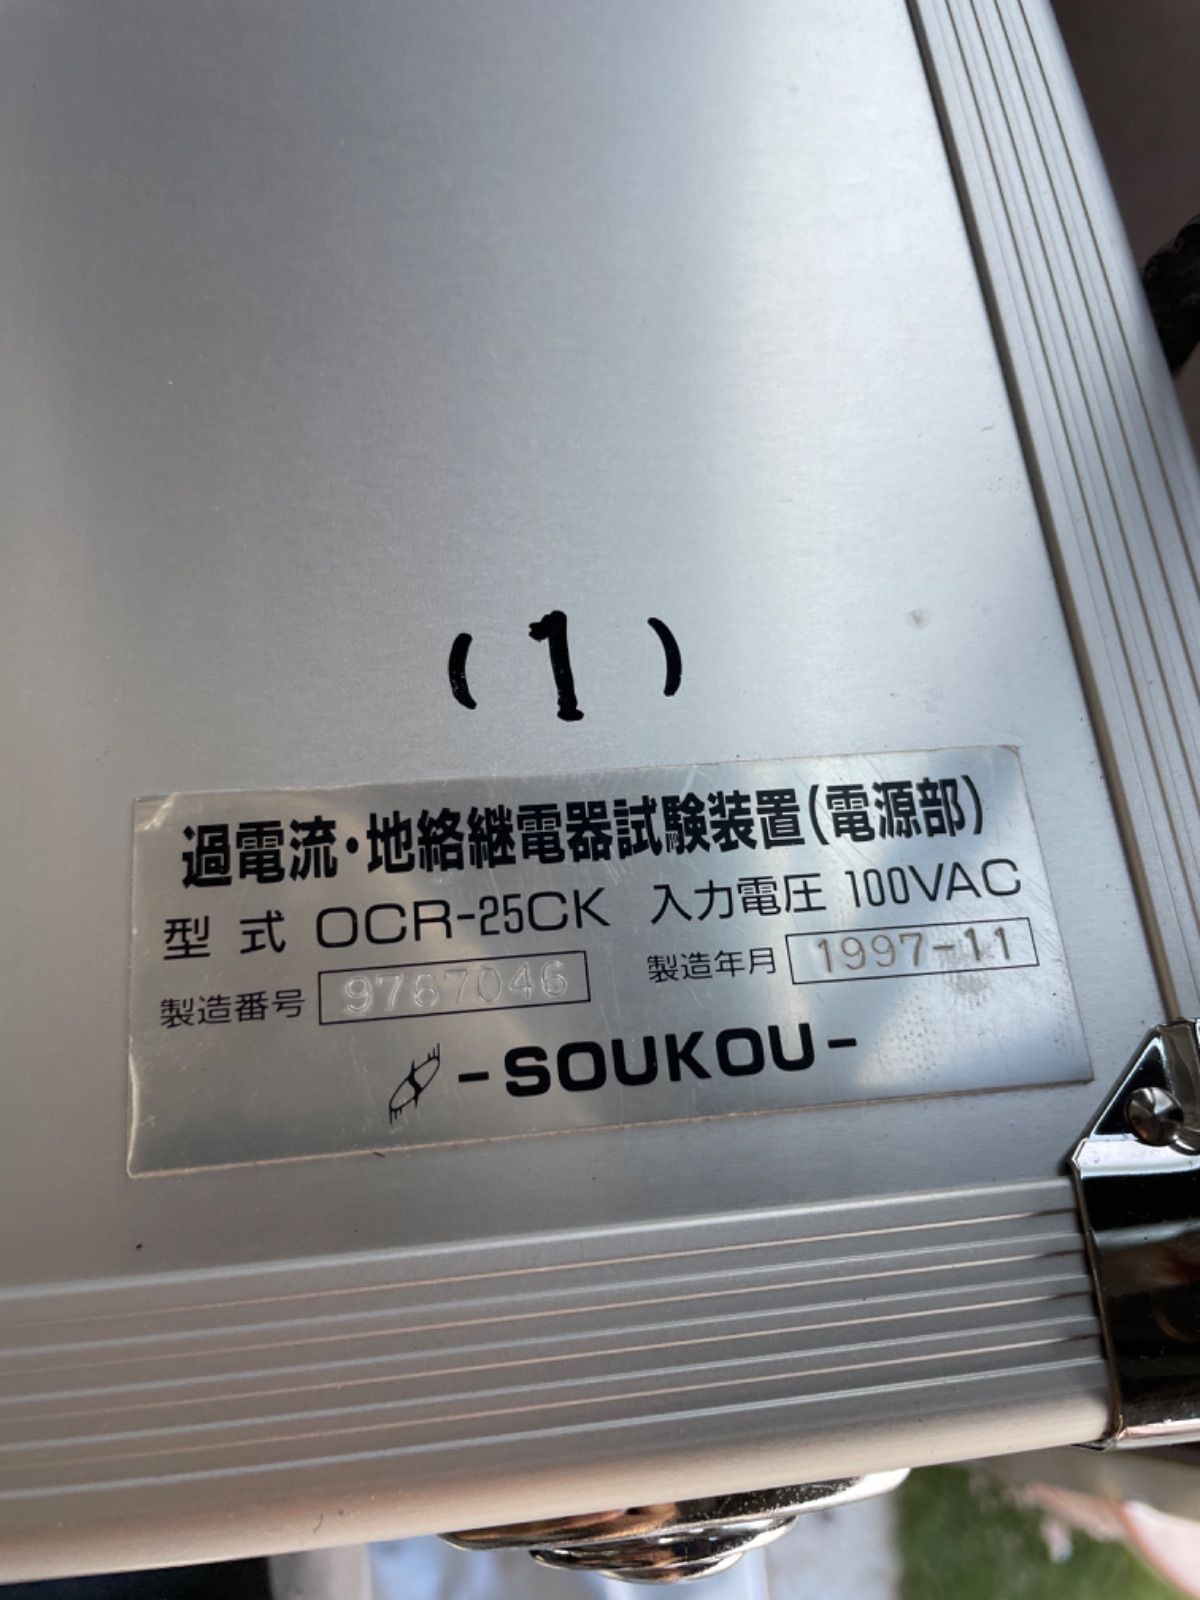 (1)
過電流・地絡継電器試験装置(電源部)
型式 OCR-25CK 入力電圧 100VAC
製造番号 9767046 製造年月 1997-11
-SOUKOU-